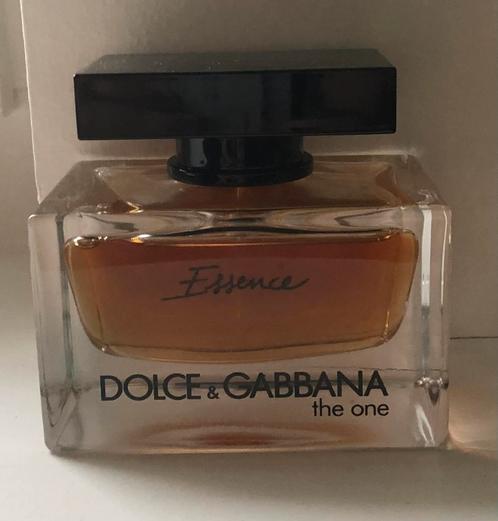 Essence
DOLCE & GABBANA
the one